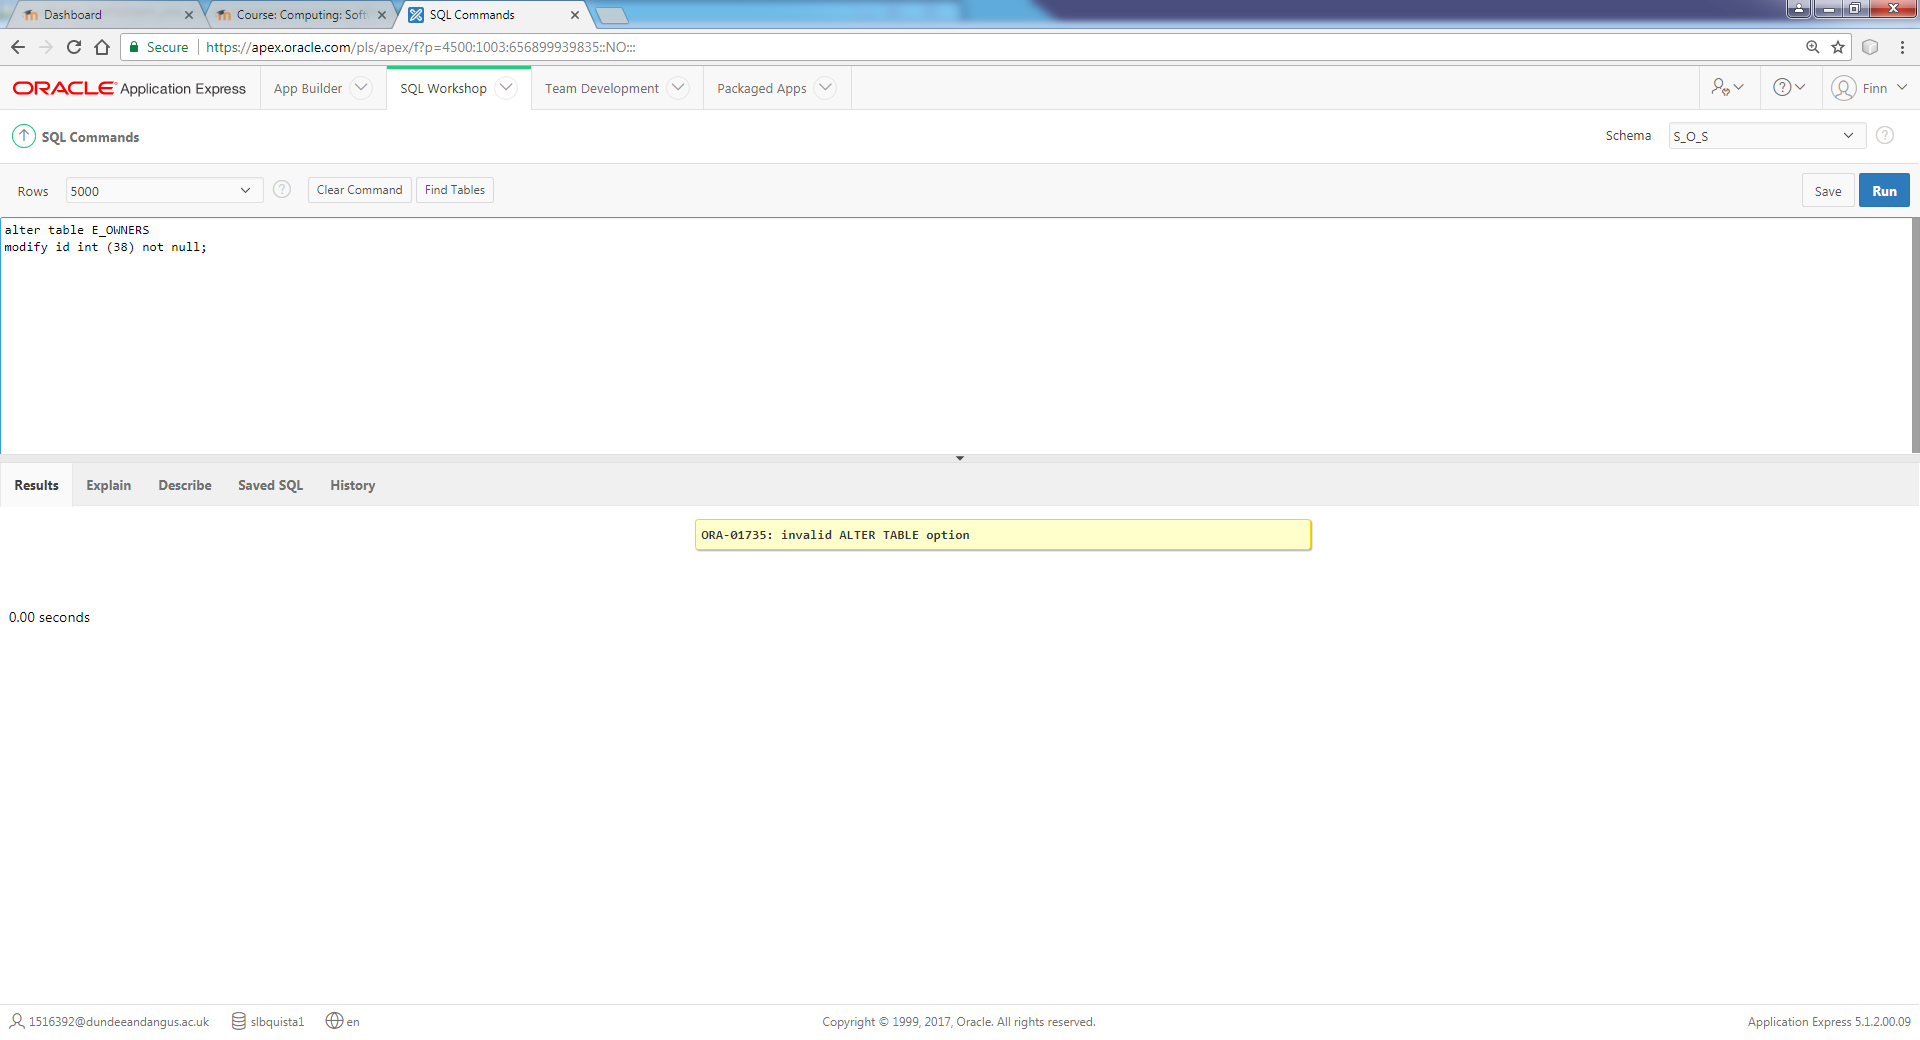 Dashboard
Course: Computing: Soft
SQL Commands
Secure
https://apex.oracle.com/pls/apex/f?p=4500:1003:656899939835::NO:::
ORACLE Application Express
App Builder
SQL Workshop
Team Development
Packaged Apps
Finn
SQL Commands
Schema
S_O_S
Rows
5000
Clear Command
Find Tables
Save
Run
alter table E_OWNERS
modify id int (38) not null;
Results
Explain
Describe
Saved SQL
History
ORA-01735: invalid ALTER TABLE option
0.00 seconds
1516392@dundeeandangus.ac.uk
slbquista1
en
Copyright © 1999, 2017, Oracle. All rights reserved.
Application Express 5.1.2.00.09